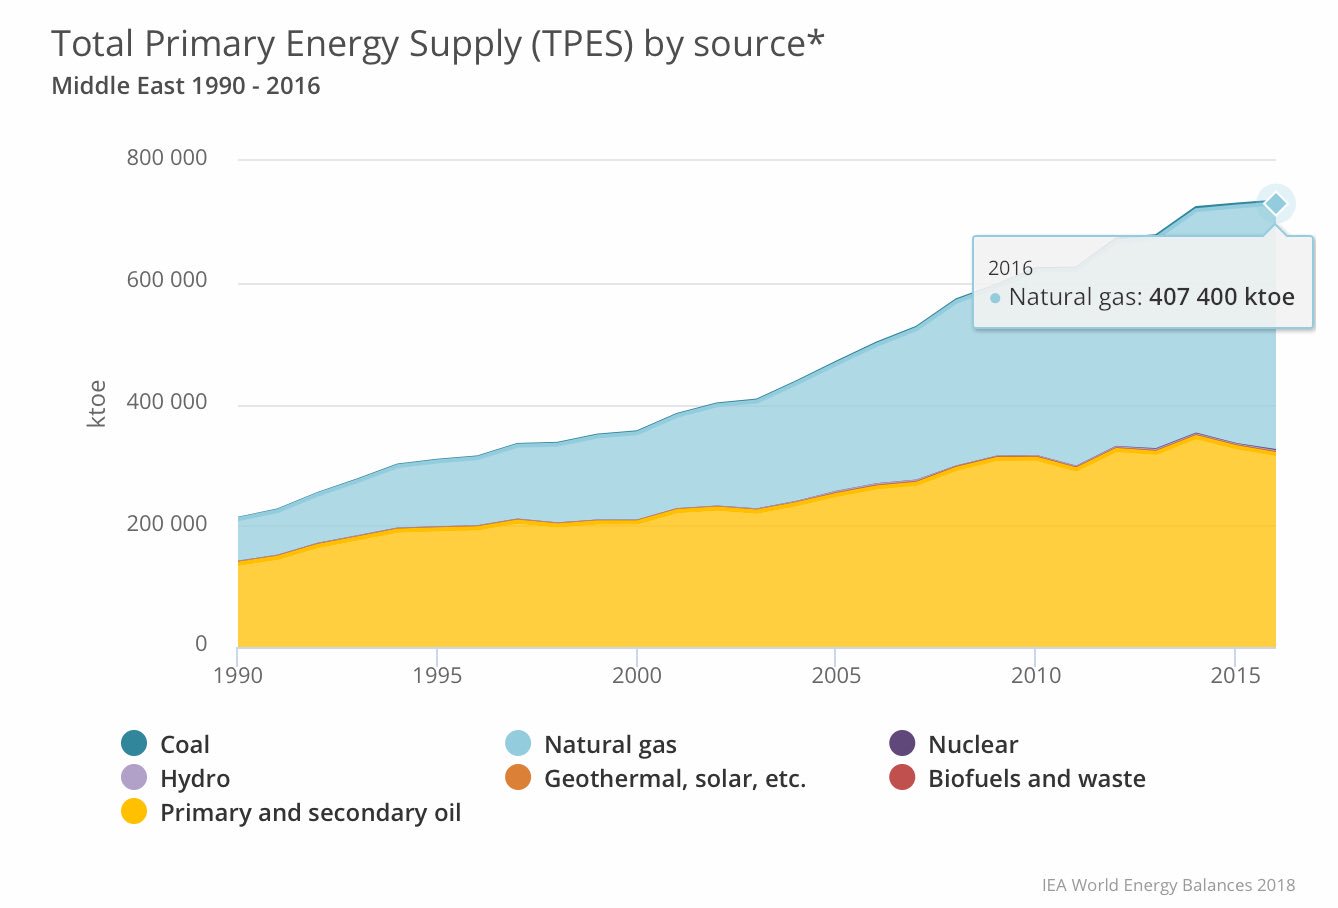 Total Primary Energy Supply (TPES) by source*
Middle East 1990 - 2016
800 000
600 000
400 000
200 000
0
ktoe
2016
Natural gas: 407 400 ktoe
1990 1995 2000 2005 2010 2015
Coal Natural gas Nuclear
Hydro Geothermal, solar, etc. Biofuels and waste
Primary and secondary oil
IEA World Energy Balances 2018